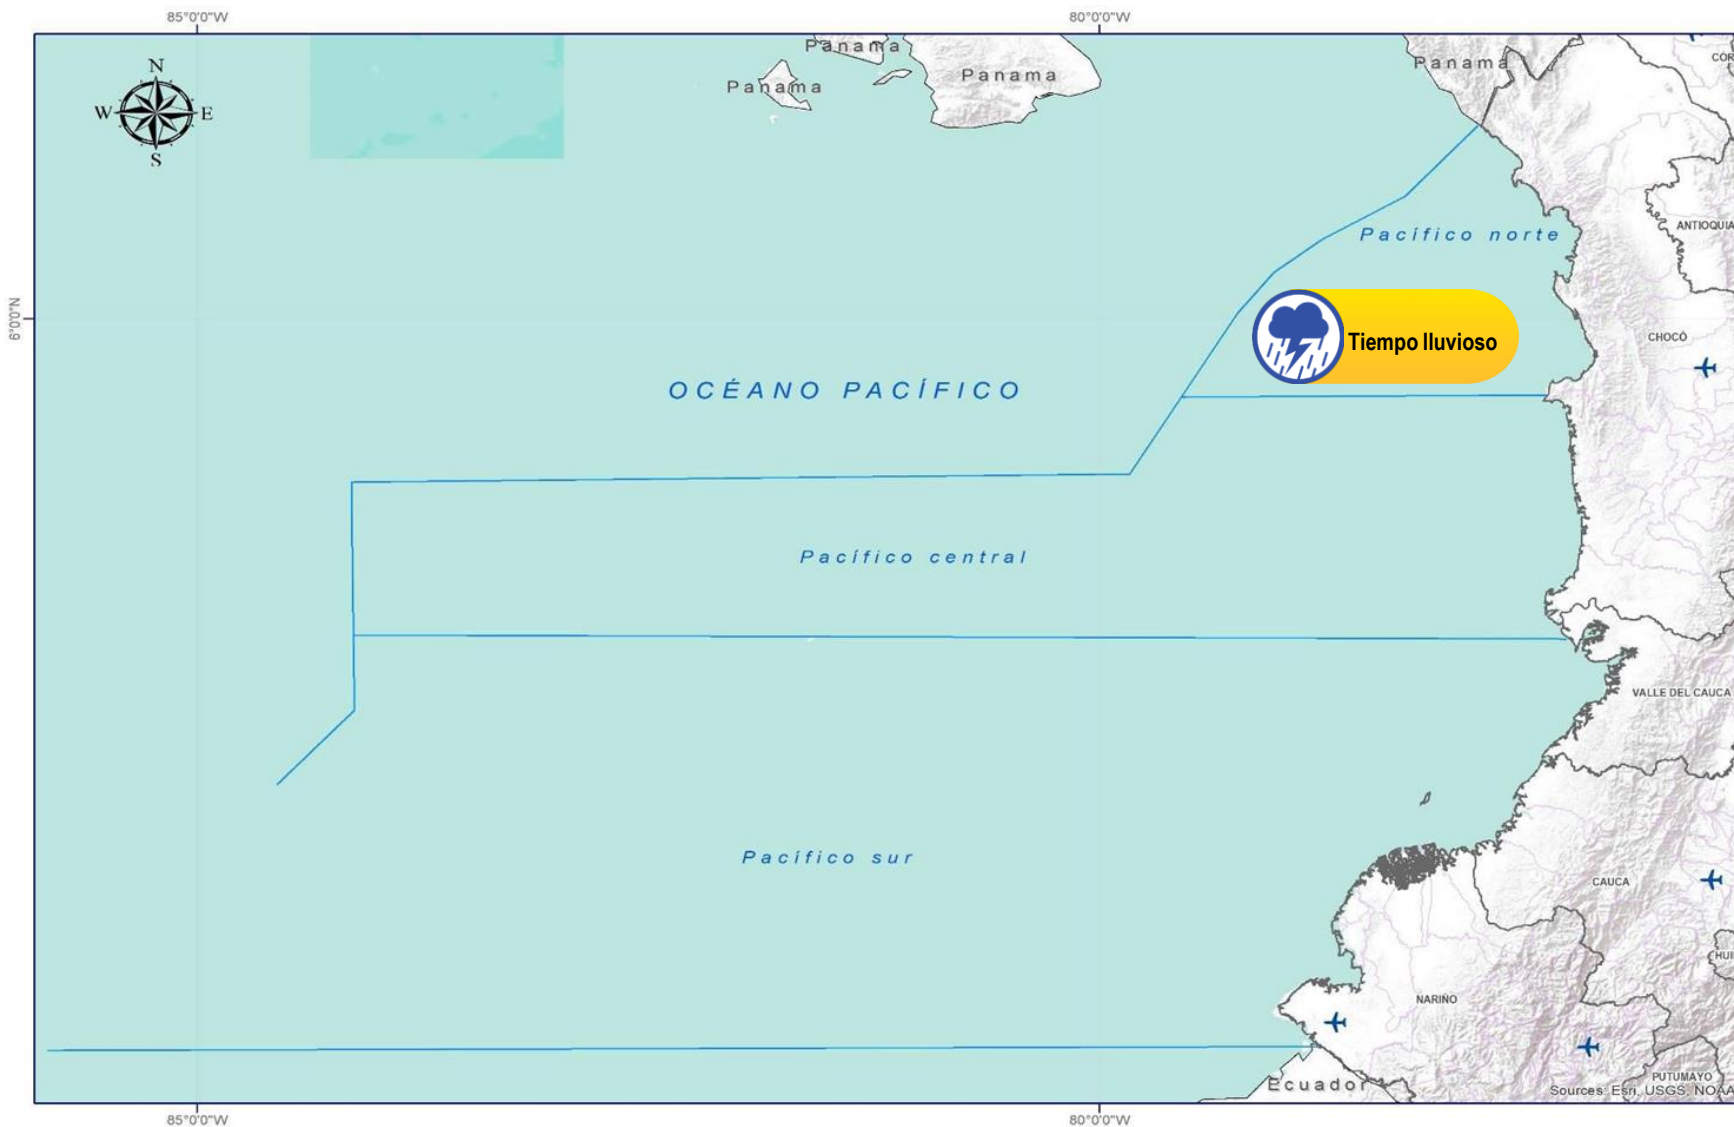 85°0'0"W
80°0'0"W
Panama
Panama
Panama
Panama
CÓR
N
W
E
S
Pacífico norte
ANTIOQUIA
6°0'0"N
Tiempo lluvioso
CHOCÓ
OCÉANO PACÍFICO
Pacífico central
VALLE DEL CAUCA
Pacífico sur
CAUCA
HUI
NARIÑO
Ecuador
PUTUMAYO
Sources: Esri, USGS, NOAA
85°0'0"W
80°0'0"W